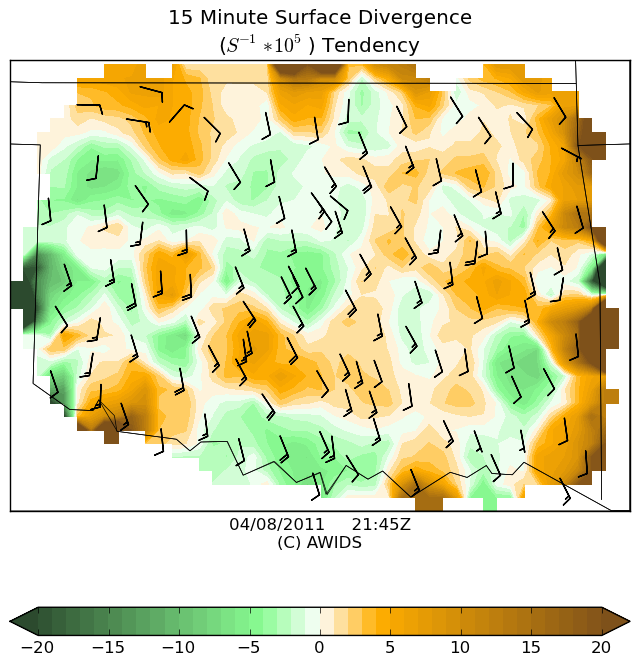 15 Minute Surface Divergence
(S⁻¹ ∗10⁵ ) Tendency
04/08/2011 21:45Z
(C) AWIDS
−20 −15 −10 −5 0 5 10 15 20